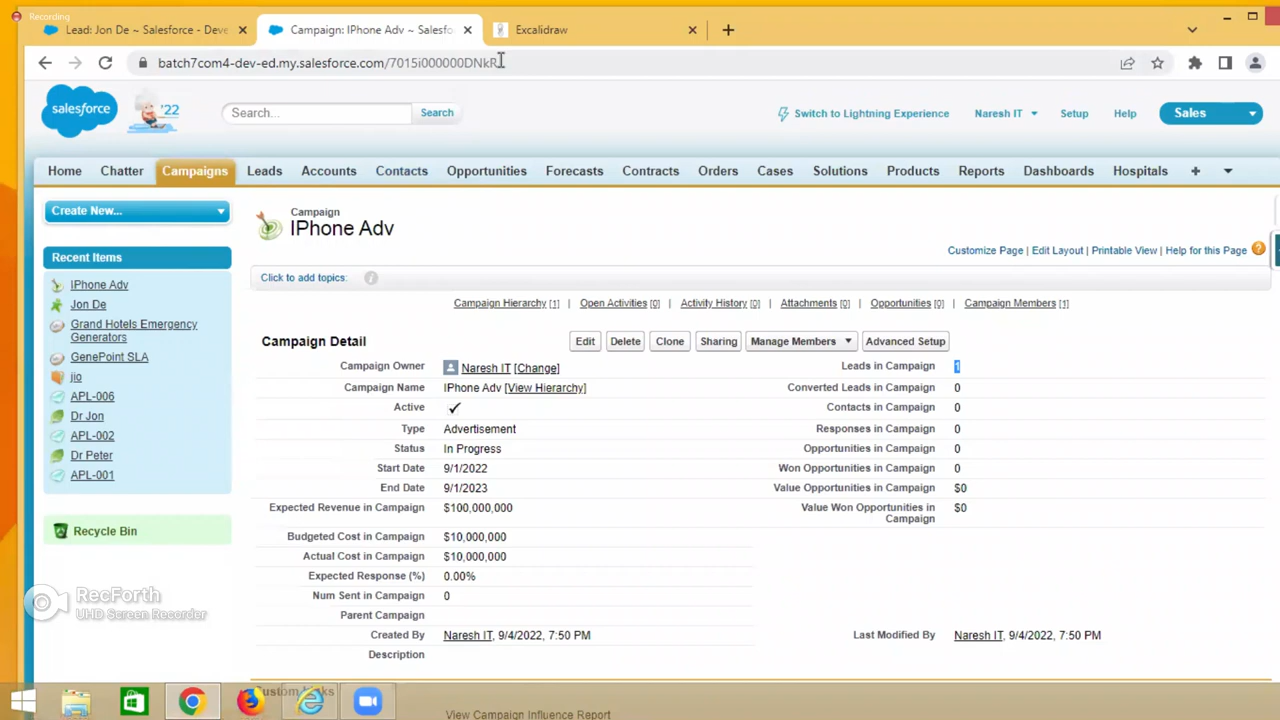 Recording
Lead: Jon De ~ Salesforce - Deve
Campaign: IPhone Adv ~ Salesfo
Excalidraw
batch7com4-dev-ed.my.salesforce.com/7015i000000DNkR
salesforce
'22
Search...
Search
Switch to Lightning Experience
Naresh IT
Setup
Help
Sales
Home
Chatter
Campaigns
Leads
Accounts
Contacts
Opportunities
Forecasts
Contracts
Orders
Cases
Solutions
Products
Reports
Dashboards
Hospitals
Create New...
Recent Items
IPhone Adv
Jon De
Grand Hotels Emergency
Generators
GenePoint SLA
jio
APL-006
Dr Jon
APL-002
Dr Peter
APL-001
Recycle Bin
Campaign
IPhone Adv
Customize Page | Edit Layout | Printable View | Help for this Page
Click to add topics:
Campaign Hierarchy [1] | Open Activities [0] | Activity History [0] | Attachments [0] | Opportunities [0] | Campaign Members [1]
Campaign Detail
Edit
Delete
Clone
Sharing
Manage Members
Advanced Setup
Campaign Owner Naresh IT [Change]
Leads in Campaign 1
Campaign Name IPhone Adv [View Hierarchy]
Converted Leads in Campaign 0
Active
Contacts in Campaign 0
Type Advertisement
Responses in Campaign 0
Status In Progress
Opportunities in Campaign 0
Start Date 9/1/2022
Won Opportunities in Campaign 0
End Date 9/1/2023
Value Opportunities in Campaign $0
Expected Revenue in Campaign $100,000,000
Value Won Opportunities in
Campaign $0
Budgeted Cost in Campaign $10,000,000
Actual Cost in Campaign $10,000,000
Expected Response (%) 0.00%
Num Sent in Campaign 0
Parent Campaign
Created By Naresh IT, 9/4/2022, 7:50 PM
Last Modified By Naresh IT, 9/4/2022, 7:50 PM
Description
Custom Links
View Campaign Influence Report
RecForth
UHD Screen Recorder